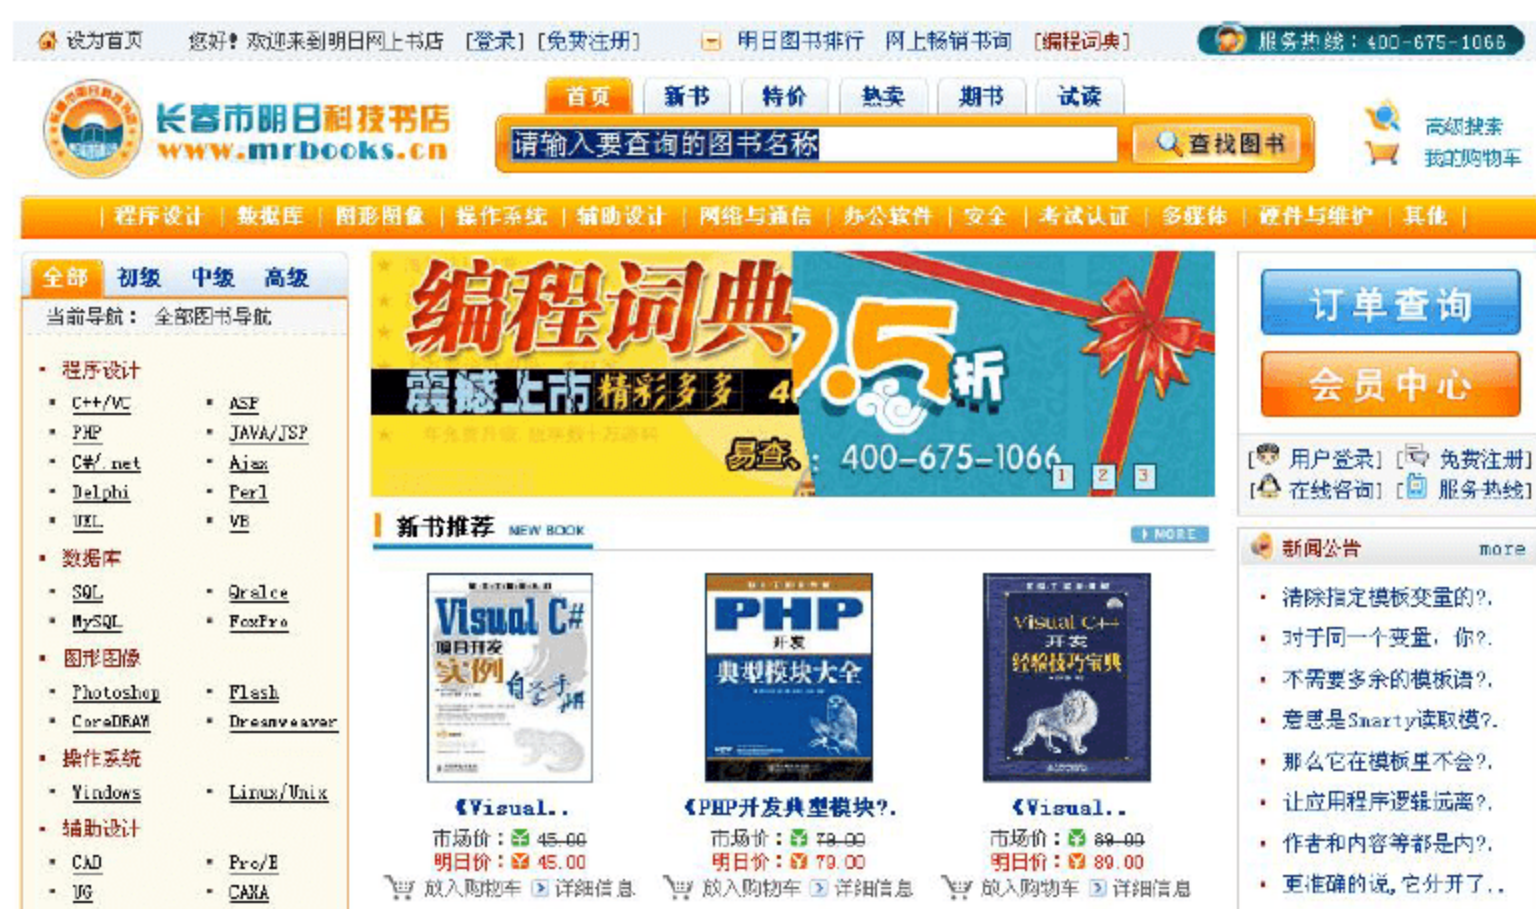 设为首页 您好! 欢迎来到明日网上书店 [登录] [免费注册] 明日图书排行 网上畅销书询 [编程词典] 服务热线：400-675-1066
长春市明日科技书店
www.mrbooks.cn
首页 新书 特价 热卖 期书 试读
请输入要查询的图书名称 查找图书
高级搜索
我的购物车
程序设计 | 数据库 | 图形图像 | 操作系统 | 辅助设计 | 网络与通信 | 办公软件 | 安全 | 考试认证 | 多媒体 | 硬件与维护 | 其他
全部 初级 中级 高级
当前导航： 全部图书导航
程序设计
C++/VC ASP
PHP JAVA/JSP
C#/.net Ajax
Delphi Perl
UML VB
数据库
SQL Oralce
MySQL FoxPro
图形图像
Photoshop Flash
CoreDRAW Dreamweaver
操作系统
Windows Linux/Unix
辅助设计
CAD Pro/E
UG CAXA
编程词典
震撼上市 精彩多多 4
易查、
.5折
：400-675-1066
1 2 3
新书推荐 NEW BOOK MORE
Visual C#
项目开发
实例
自学手册
PHP
开发
典型模块大全
Visual C++
开发
经验技巧宝典
《Visual.. 《PHP开发典型模块?. 《Visual..
市场价：¥ 45.00 市场价：¥ 79.00 市场价：¥ 89.00
明日价：¥ 45.00 明日价：¥ 79.00 明日价：¥ 89.00
放入购物车 详细信息 放入购物车 详细信息 放入购物车 详细信息
订单查询
会员中心
[用户登录] [免费注册]
[在线咨询] [服务热线]
新闻公告 more
清除指定模板变量的?.
对于同一个变量，你?.
不需要多余的模板语?.
意思是Smarty读取模?.
那么它在模板里不会?.
让应用程序逻辑远离?.
作者和内容等都是内?.
更准确的说,它分开了..